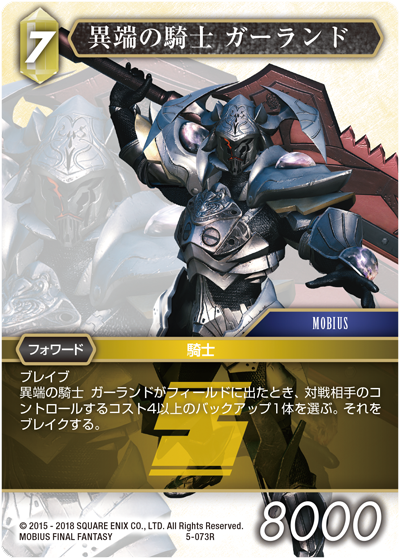 7
異端の騎士 ガーランド
MOBIUS
フォワード
騎士
ブレイブ
異端の騎士 ガーランドがフィールドに出たとき、対戦相手のコ
ントロールするコスト4以上のバックアップ1体を選ぶ。それを
ブレイクする。
© 2015 - 2018 SQUARE ENIX CO., LTD. All Rights Reserved.
MOBIUS FINAL FANTASY
5-073R
8000